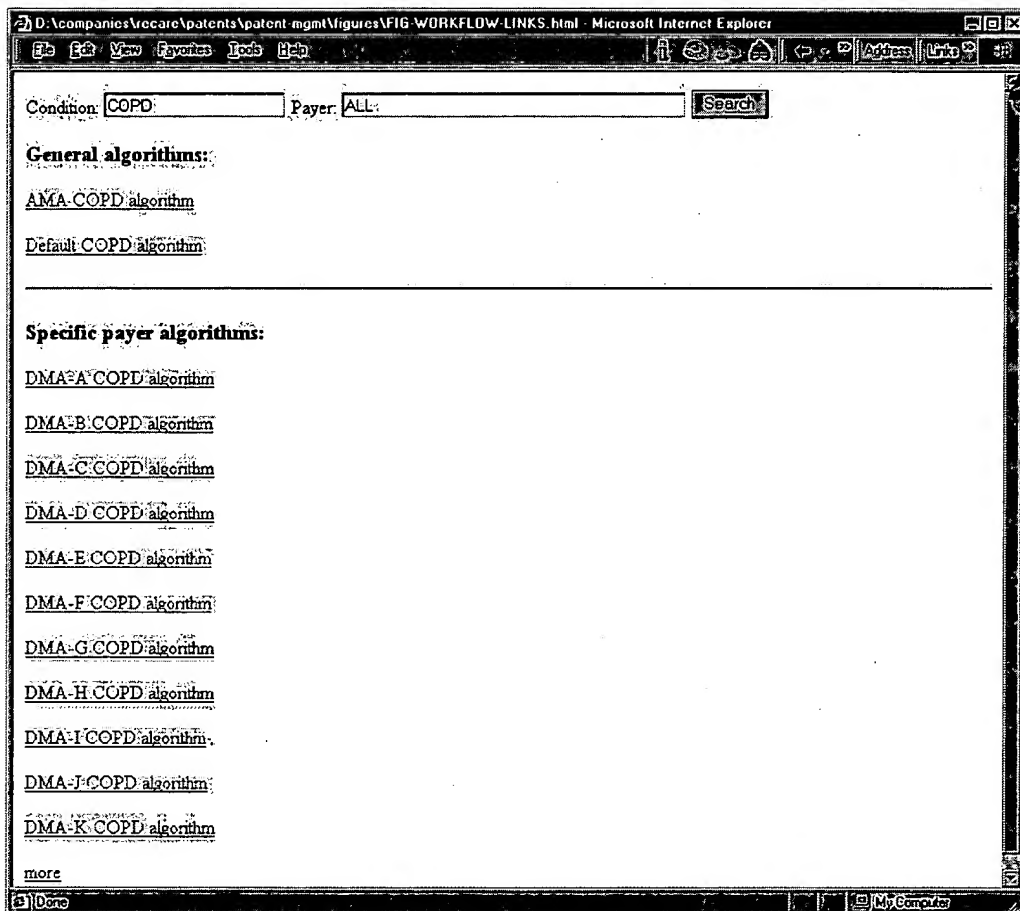 D:\companies\recare\patents\patent-mgmt\figures\FIG-WORKFLOW-LINKS.html - Microsoft Internet Explorer
File Edit View Favorites Tools Help Address Links
Condition: COPD Payer: ALL Search
General algorithms:
AMA-COPD algorithm
Default COPD algorithm
Specific payer algorithms:
DMA-A COPD algorithm
DMA-B COPD algorithm
DMA-C COPD algorithm
DMA-D COPD algorithm
DMA-E COPD algorithm
DMA-F COPD algorithm
DMA-G COPD algorithm
DMA-H COPD algorithm
DMA-I COPD algorithm
DMA-J COPD algorithm
DMA-K COPD algorithm
more
Done My Computer